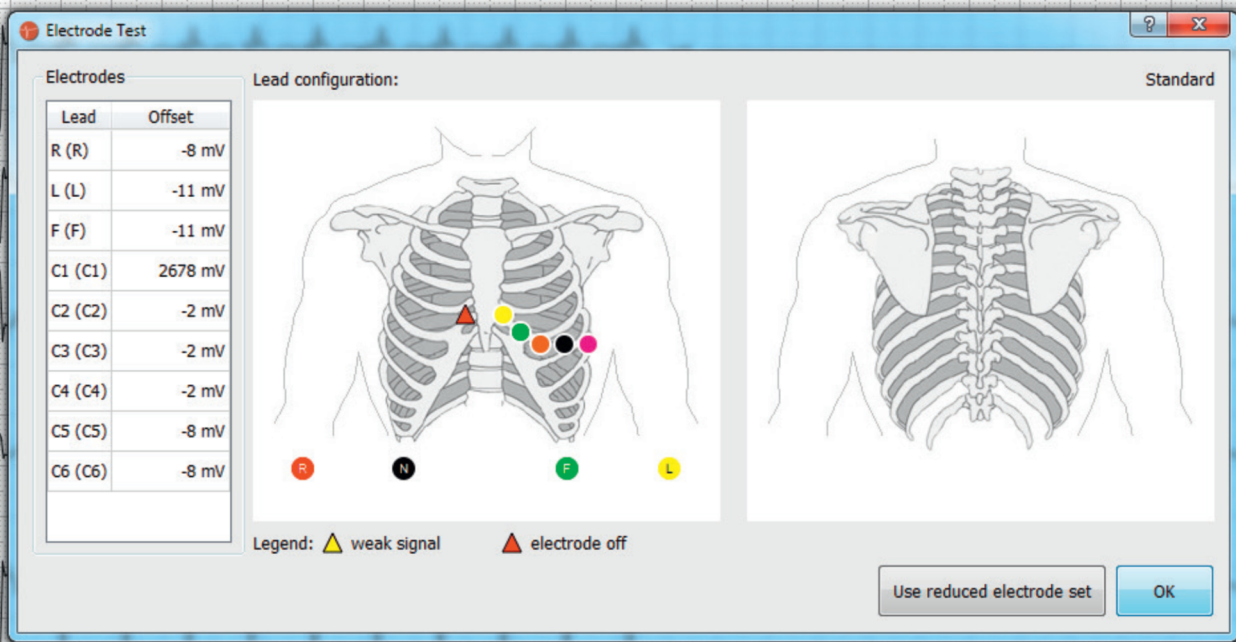 Electrode Test
?
X
Electrodes
Lead configuration:
Standard
Lead Offset
R (R) -8 mV
L (L) -11 mV
F (F) -11 mV
C1 (C1) 2678 mV
C2 (C2) -2 mV
C3 (C3) -2 mV
C4 (C4) -2 mV
C5 (C5) -8 mV
C6 (C6) -8 mV
R N F L
Legend: weak signal electrode off
Use reduced electrode set
OK